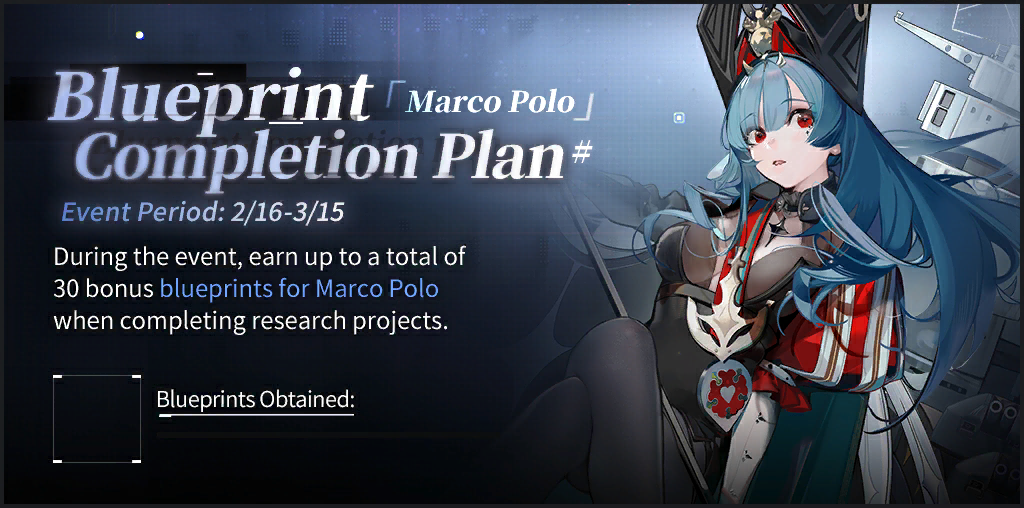 Blueprint 「Marco Polo」
Completion Plan#
Event Period: 2/16-3/15
During the event, earn up to a total of
30 bonus blueprints for Marco Polo
when completing research projects.
Blueprints Obtained: